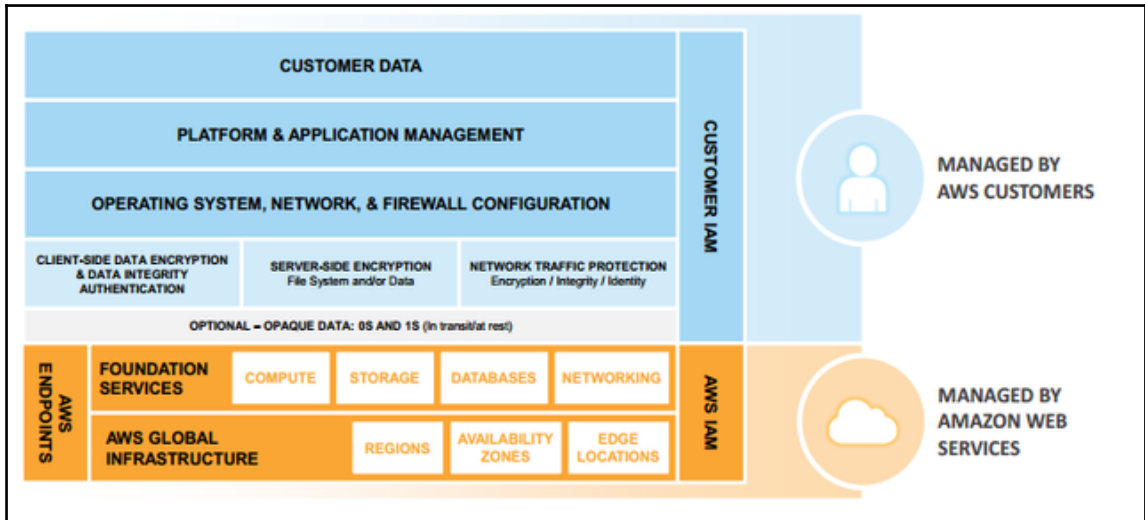 CUSTOMER DATA
PLATFORM & APPLICATION MANAGEMENT
OPERATING SYSTEM, NETWORK, & FIREWALL CONFIGURATION
CLIENT-SIDE DATA ENCRYPTION
& DATA INTEGRITY
AUTHENTICATION
SERVER-SIDE ENCRYPTION
File System and/or Data
NETWORK TRAFFIC PROTECTION
Encryption / Integrity / Identity
OPTIONAL – OPAQUE DATA: 0S AND 1S (In transit/at rest)
CUSTOMER IAM
MANAGED BY
AWS CUSTOMERS
AWS
ENDPOINTS
FOUNDATION
SERVICES
COMPUTE
STORAGE
DATABASES
NETWORKING
AWS GLOBAL
INFRASTRUCTURE
REGIONS
AVAILABILITY
ZONES
EDGE
LOCATIONS
AWS IAM
MANAGED BY
AMAZON WEB
SERVICES